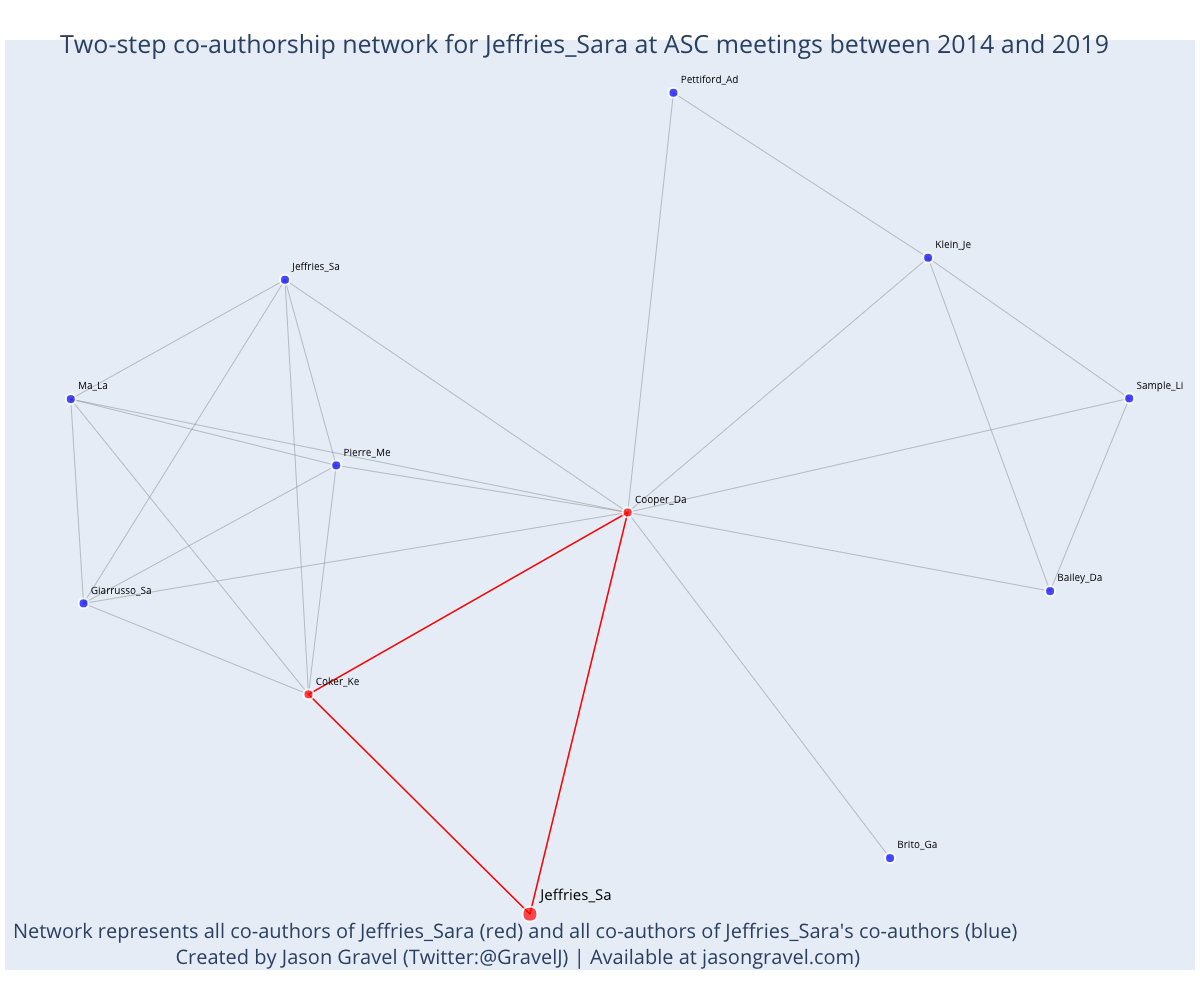 Two-step co-authorship network for Jeffries_Sara at ASC meetings between 2014 and 2019
Pettiford_Ad
Klein_Je
Jeffries_Sa
Ma_La
Sample_Li
Pierre_Me
Cooper_Da
Bailey_Da
Giarrusso_Sa
Coker_Ke
Brito_Ga
Jeffries_Sa
Network represents all co-authors of Jeffries_Sara (red) and all co-authors of Jeffries_Sara's co-authors (blue)
Created by Jason Gravel (Twitter:@GravelJ) | Available at jasongravel.com)